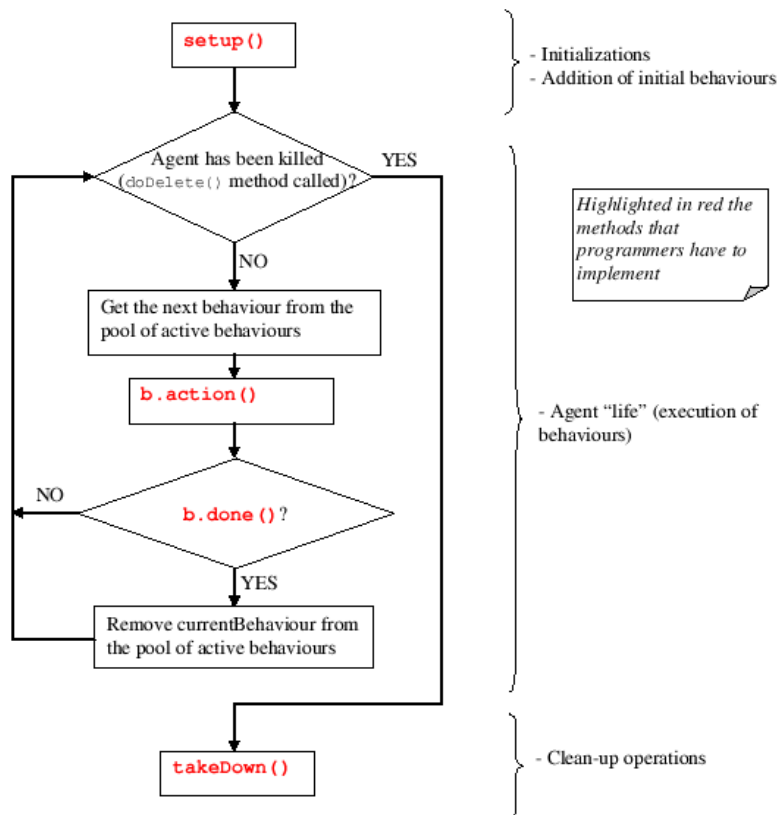 setup()
- Initializations
- Addition of initial behaviours
Agent has been killed
(doDelete() method called)?
YES
NO
Highlighted in red the
methods that
programmers have to
implement
Get the next behaviour from the
pool of active behaviours
b.action()
- Agent “life” (execution of
behaviours)
NO
b.done()?
YES
Remove currentBehaviour from
the pool of active behaviours
takeDown()
- Clean-up operations